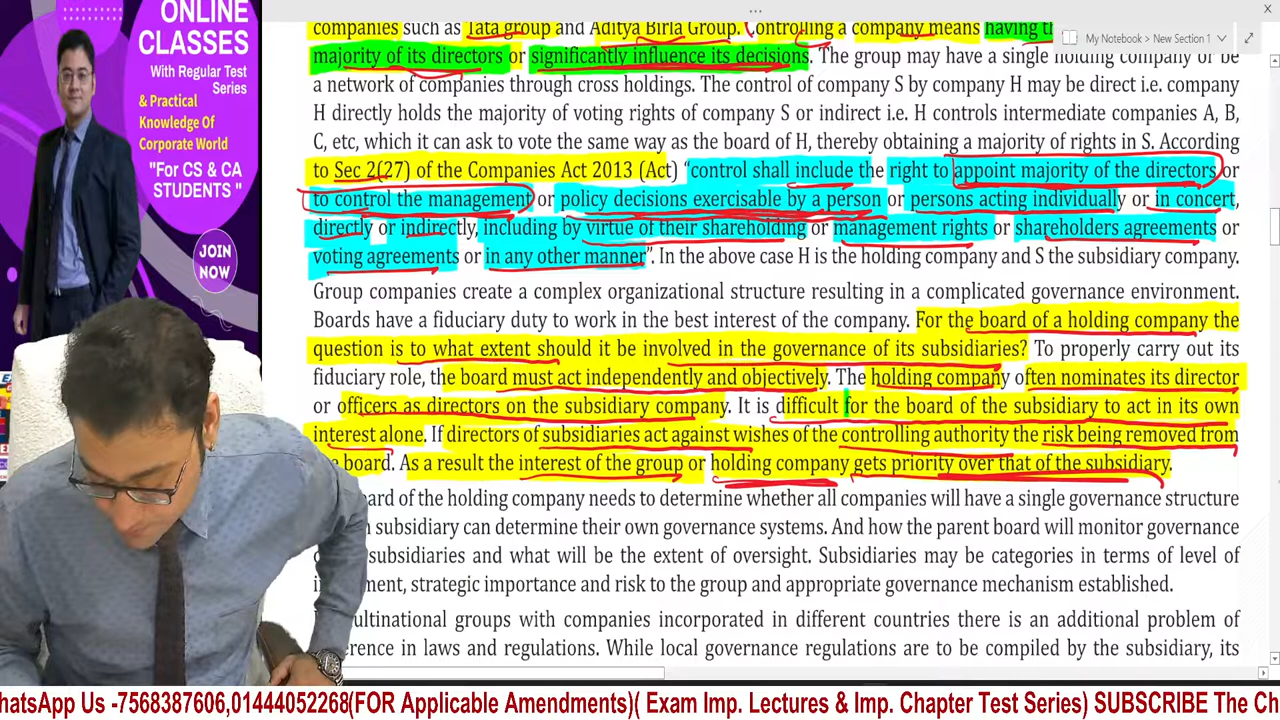 ONLINE
CLASSES
With Regular Test
Series
& Practical
Knowledge Of
Corporate World
"For CS & CA
STUDENTS "
JOIN
NOW
My Notebook > New Section 1
companies such as Tata group and Aditya Birla Group. Controlling a company means having
majority of its directors or significantly influence its decisions. The group may have a single holding company or be
a network of companies through cross holdings. The control of company S by company H may be direct i.e. company
H directly holds the majority of voting rights of company S or indirect i.e. H controls intermediate companies A, B,
C, etc, which it can ask to vote the same way as the board of H, thereby obtaining a majority of rights in S. According
to Sec 2(27) of the Companies Act 2013 (Act) "control shall include the right to appoint majority of the directors or
to control the management or policy decisions exercisable by a person or persons acting individually or in concert,
directly or indirectly, including by virtue of their shareholding or management rights or shareholders agreements or
voting agreements or in any other manner". In the above case H is the holding company and S the subsidiary company.
Group companies create a complex organizational structure resulting in a complicated governance environment.
Boards have a fiduciary duty to work in the best interest of the company. For the board of a holding company the
question is to what extent should it be involved in the governance of its subsidiaries? To properly carry out its
fiduciary role, the board must act independently and objectively. The holding company often nominates its director
or officers as directors on the subsidiary company. It is difficult for the board of the subsidiary to act in its own
interest alone. If directors of subsidiaries act against wishes of the controlling authority the risk being removed from
board. As a result the interest of the group or holding company gets priority over that of the subsidiary.
ard of the holding company needs to determine whether all companies will have a single governance structure
subsidiary can determine their own governance systems. And how the parent board will monitor governance
subsidiaries and what will be the extent of oversight. Subsidiaries may be categories in terms of level of
ment, strategic importance and risk to the group and appropriate governance mechanism established.
ultinational groups with companies incorporated in different countries there is an additional problem of
erence in laws and regulations. While local governance regulations are to be compiled by the subsidiary, its
hatsApp Us -7568387606,01444052268(FOR Applicable Amendments)( Exam Imp. Lectures & Imp. Chapter Test Series) SUBSCRIBE The Ch